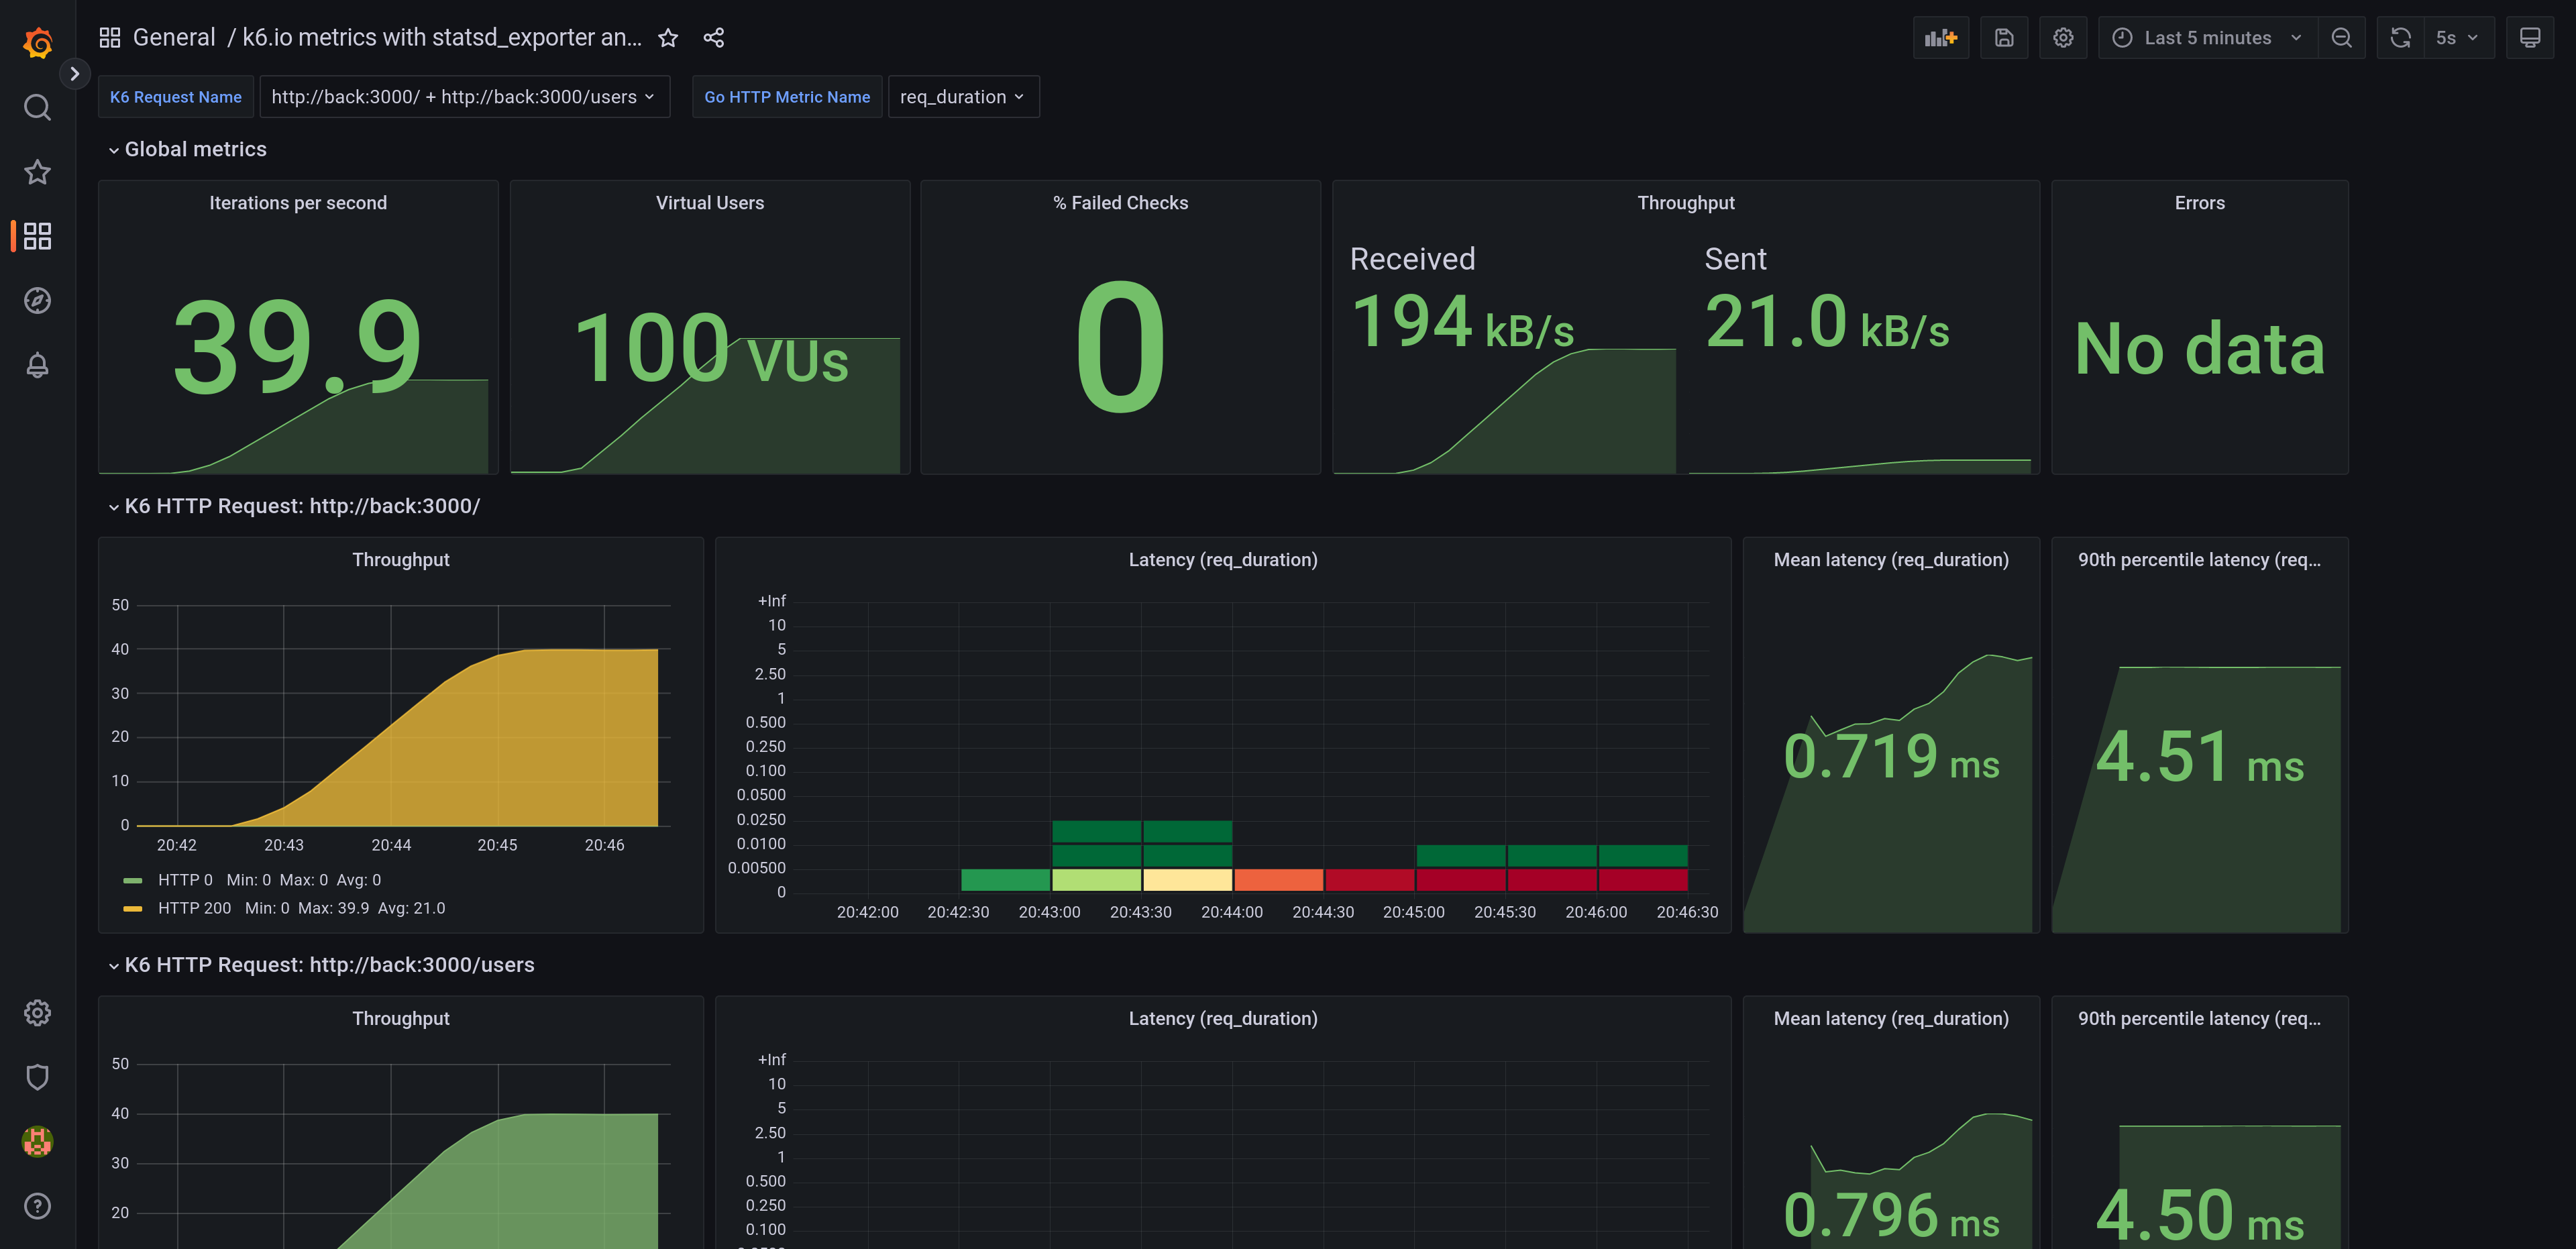 General / k6.io metrics with statsd_exporter an...
Last 5 minutes
5s
K6 Request Name
http://back:3000/ + http://back:3000/users
Go HTTP Metric Name
req_duration
Global metrics
Iterations per second
39.9
Virtual Users
100 VUs
% Failed Checks
0
Throughput
Received
194 kB/s
Sent
21.0 kB/s
Errors
No data
K6 HTTP Request: http://back:3000/
Throughput
50
40
30
20
10
0
20:42 20:43 20:44 20:45 20:46
HTTP 0 Min: 0 Max: 0 Avg: 0
HTTP 200 Min: 0 Max: 39.9 Avg: 21.0
Latency (req_duration)
+Inf
10
5
2.50
1
0.500
0.250
0.100
0.0500
0.0250
0.0100
0.00500
0
20:42:00 20:42:30 20:43:00 20:43:30 20:44:00 20:44:30 20:45:00 20:45:30 20:46:00 20:46:30
Mean latency (req_duration)
0.719 ms
90th percentile latency (req...
4.51 ms
K6 HTTP Request: http://back:3000/users
Throughput
50
40
30
20
Latency (req_duration)
+Inf
10
5
2.50
1
0.500
0.250
0.100
Mean latency (req_duration)
0.796 ms
90th percentile latency (req...
4.50 ms